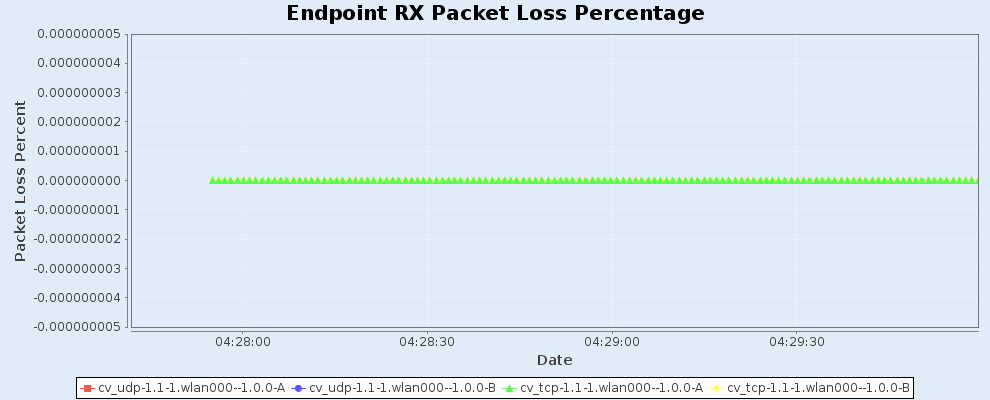 Endpoint RX Packet Loss Percentage
Packet Loss Percent
0.000000005
0.000000004
0.000000003
0.000000002
0.000000001
0.000000000
-0.000000001
-0.000000002
-0.000000003
-0.000000004
-0.000000005
04:28:00 04:28:30 04:29:00 04:29:30
Date
cv_udp-1.1-1.wlan000--1.0.0-A cv_udp-1.1-1.wlan000--1.0.0-B cv_tcp-1.1-1.wlan000--1.0.0-A cv_tcp-1.1-1.wlan000--1.0.0-B